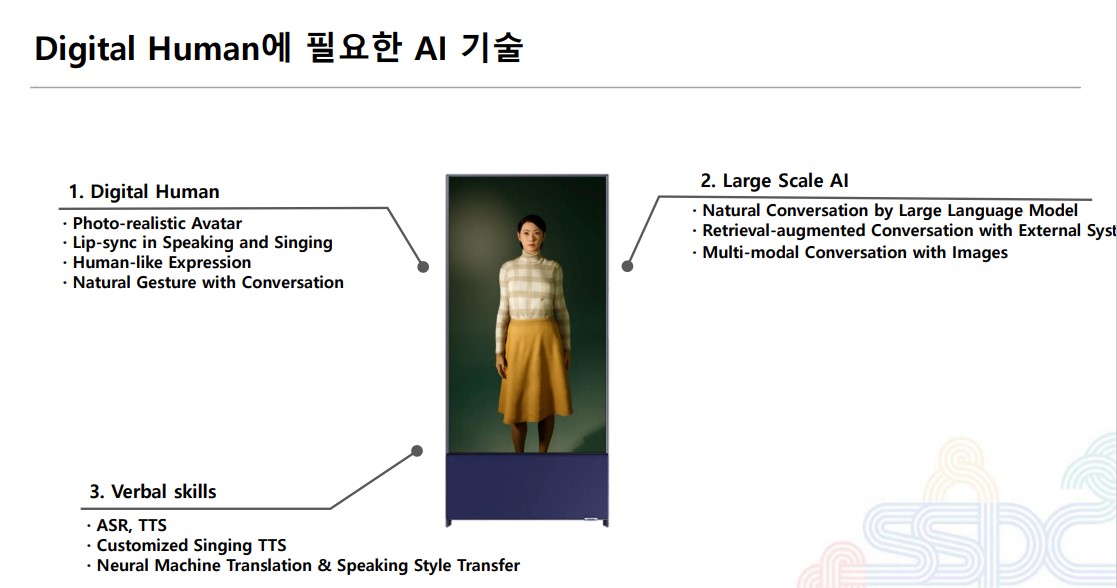 Digital Human에 필요한 AI 기술
1. Digital Human
· Photo-realistic Avatar
· Lip-sync in Speaking and Singing
· Human-like Expression
· Natural Gesture with Conversation
2. Large Scale AI
· Natural Conversation by Large Language Model
· Retrieval-augmented Conversation with External Syst
· Multi-modal Conversation with Images
3. Verbal skills
· ASR, TTS
· Customized Singing TTS
· Neural Machine Translation & Speaking Style Transfer
sspc